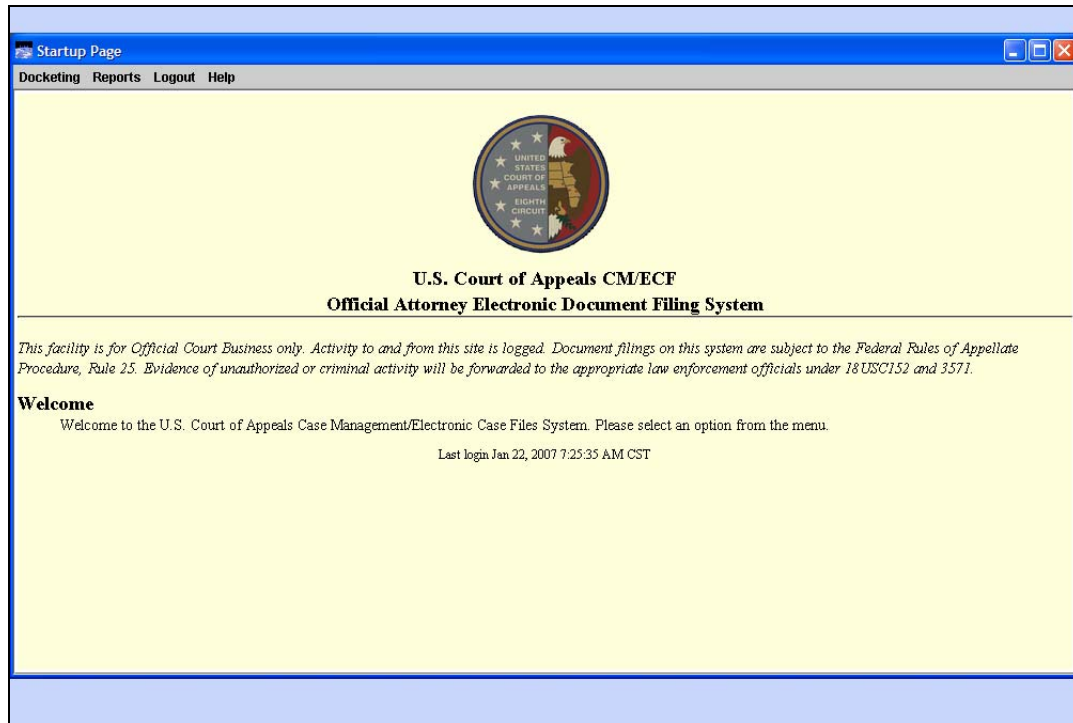 Startup Page
Docketing Reports Logout Help
UNITED
STATES
COURT OF
APPEALS
EIGHTH
CIRCUIT
U.S. Court of Appeals CM/ECF
Official Attorney Electronic Document Filing System
This facility is for Official Court Business only. Activity to and from this site is logged. Document filings on this system are subject to the Federal Rules of Appellate
Procedure, Rule 25. Evidence of unauthorized or criminal activity will be forwarded to the appropriate law enforcement officials under 18USC152 and 3571.
Welcome
Welcome to the U.S. Court of Appeals Case Management/Electronic Case Files System. Please select an option from the menu.
Last login Jan 22, 2007 7:25:35 AM CST